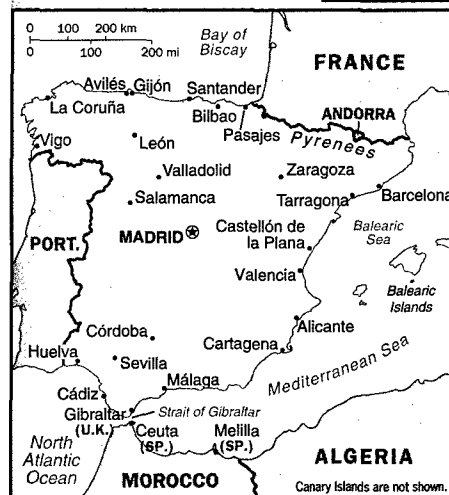 0 100 200 km
0 100 200 mi
Bay of
Biscay
FRANCE
Avilés Gijón
Santander
La Coruña
Bilbao
ANDORRA
Pasajes
Pyrenees
Vigo
León
Valladolid
Zaragoza
Salamanca
Tarragona
Barcelona
PORT.
MADRID
Castellón de
la Plana
Balearic
Sea
Valencia
Balearic
Islands
Alicante
Córdoba
Cartagena
Huelva
Sevilla
Mediterranean Sea
Málaga
Cádiz
Gibraltar
(U.K.)
Strait of Gibraltar
Ceuta
(SP.)
Melilla
(SP.)
North
Atlantic
Ocean
ALGERIA
MOROCCO
Canary Islands are not shown.